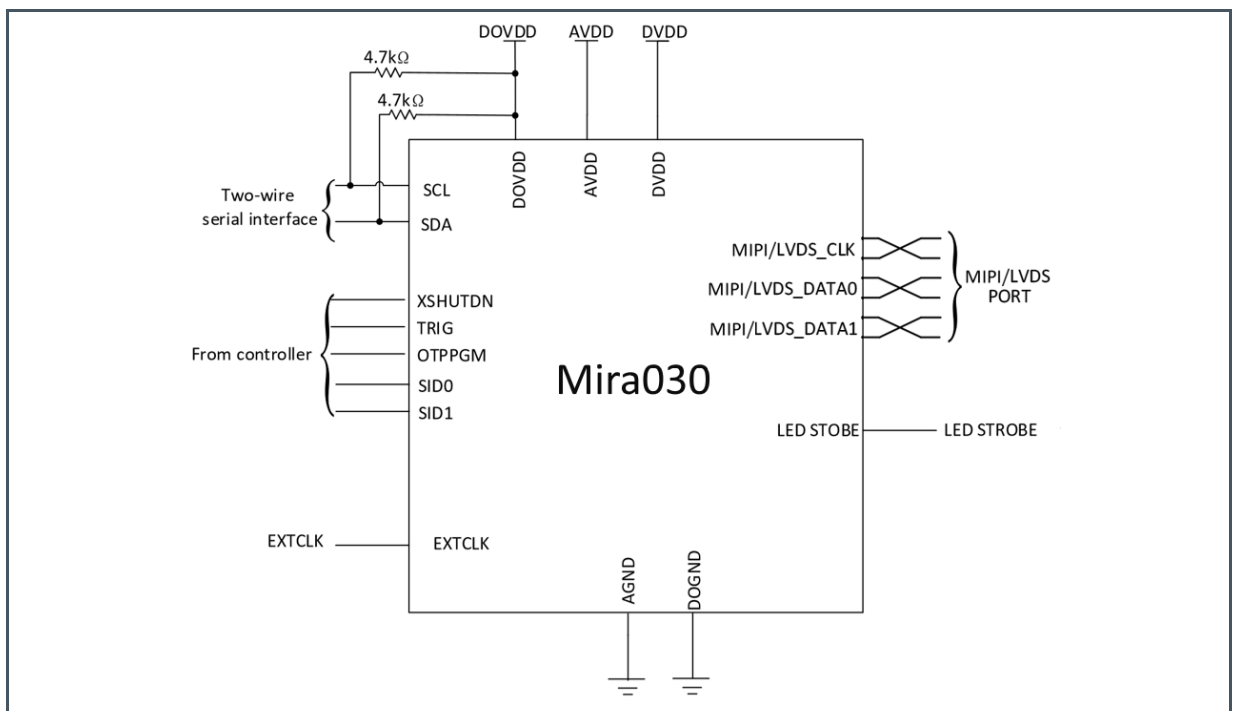 DOVDD AVDD DVDD
4.7kΩ
4.7kΩ
DOVDD AVDD DVDD
Two-wire
serial interface
SCL
SDA
MIPI/LVDS_CLK
MIPI/LVDS_DATA0
MIPI/LVDS_DATA1
MIPI/LVDS
PORT
From controller
XSHUTDN
TRIG
OTPPGM
SID0
SID1
Mira030
LED STOBE LED STROBE
EXTCLK EXTCLK
AGND DOGND